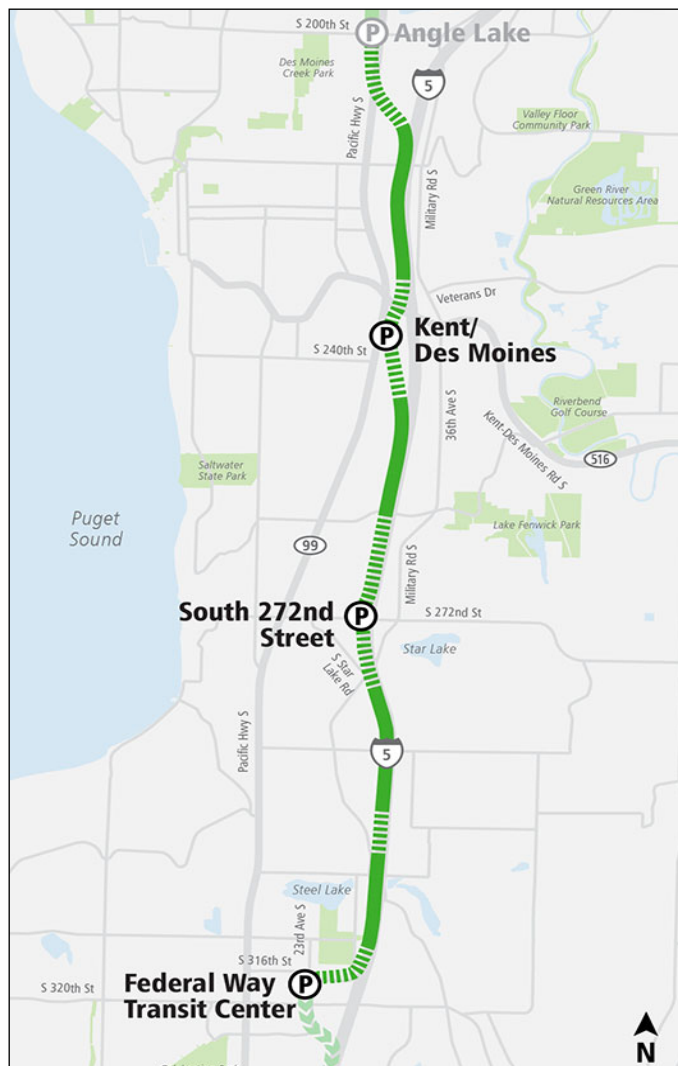 S 200th St
P Angle Lake
Des Moines
Creek Park
5
Pacific Hwy S
Valley Floor
Community Park
Military Rd S
Green River
Natural Resources Area
Veterans Dr
P Kent/
Des Moines
S 240th St
36th Ave S
Riverbend
Golf Course
Kent-Des Moines Rd S
516
Saltwater
State Park
Puget
Sound
Lake Fenwick Park
99
Military Rd S
South 272nd
Street
P
S 272nd St
S Star
Lake Rd
Star Lake
Pacific Hwy S
5
Steel Lake
23rd Ave S
S 316th St
Federal Way
Transit Center
P
S 320th St
N